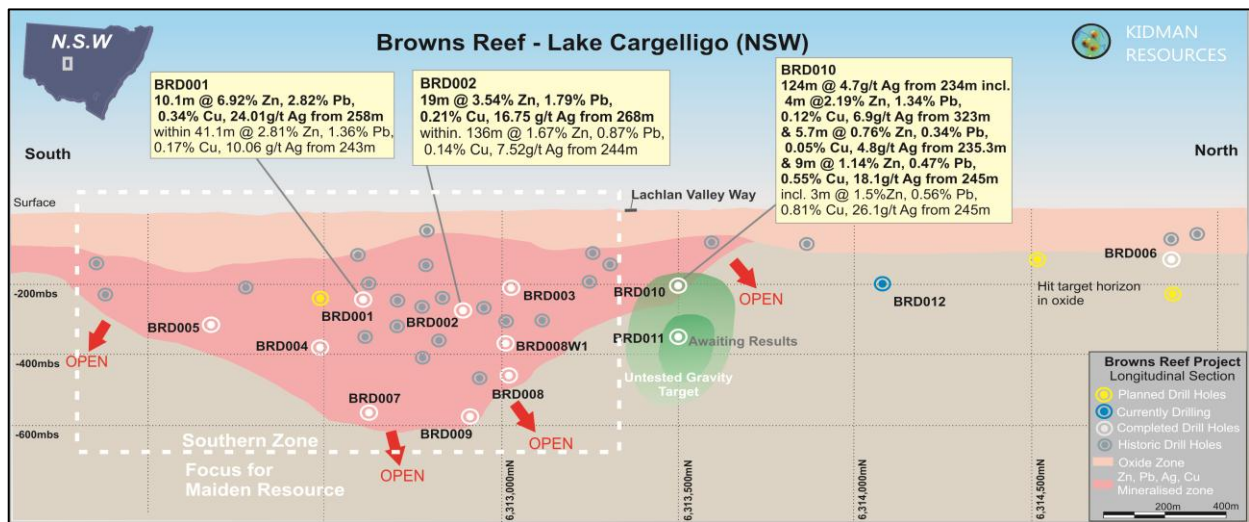 N.S.W
Browns Reef - Lake Cargelligo (NSW)
KIDMAN
RESOURCES
BRD001
10.1m @ 6.92% Zn, 2.82% Pb,
0.34% Cu, 24.01g/t Ag from 258m
within 41.1m @ 2.81% Zn, 1.36% Pb,
0.17% Cu, 10.06 g/t Ag from 243m
BRD002
19m @ 3.54% Zn, 1.79% Pb,
0.21% Cu, 16.75 g/t Ag from 268m
within. 136m @ 1.67% Zn, 0.87% Pb,
0.14% Cu, 7.52g/t Ag from 244m
BRD010
124m @ 4.7g/t Ag from 234m incl.
4m @2.19% Zn, 1.34% Pb,
0.12% Cu, 6.9g/t Ag from 323m
& 5.7m @ 0.76% Zn, 0.34% Pb,
0.05% Cu, 4.8g/t Ag from 235.3m
& 9m @ 1.14% Zn, 0.47% Pb,
0.55% Cu, 18.1g/t Ag from 245m
incl. 3m @ 1.5%Zn, 0.56% Pb,
0.81% Cu, 26.1g/t Ag from 245m
South
North
Surface
Lachlan Valley Way
-200mbs
-400mbs
-600mbs
BRD005
BRD001
BRD004
BRD002
BRD003
BRD008W1
BRD008
BRD007
BRD009
BRD010
BRD011
Awaiting Results
Untested Gravity
Target
BRD012
BRD006
Hit target horizon
in oxide
OPEN
OPEN
OPEN
OPEN
Southern Zone
Focus for
Maiden Resource
6,313,000mN
6,313,500mN
6,314,000mN
6,314,500mN
Browns Reef Project
Longitudinal Section
Planned Drill Holes
Currently Drilling
Completed Drill Holes
Historic Drill Holes
Oxide Zone
Zn, Pb, Ag, Cu
Mineralised zone
200m
400m